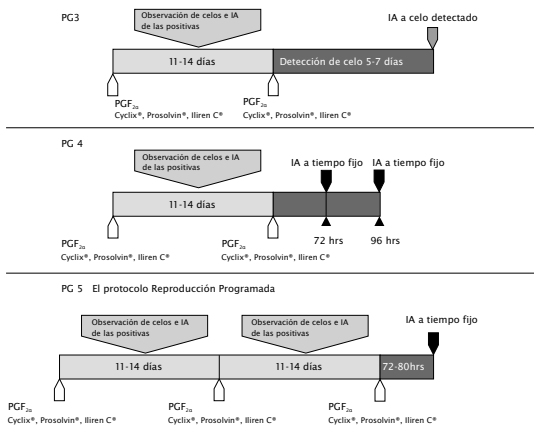 PG3
Observación de celos e IA
de las positivas
IA a celo detectado
11-14 días
Detección de celo 5-7 días
PGF2α
Cyclix®, Prosolvin®, Iliren C®
PGF2α
Cyclix®, Prosolvin®, Iliren C®
PG 4
Observación de celos e IA
de las positivas
IA a tiempo fijo
IA a tiempo fijo
11-14 días
72 hrs
96 hrs
PGF2α
Cyclix®, Prosolvin®, Iliren C®
PGF2α
Cyclix®, Prosolvin®, Iliren C®
PG 5 El protocolo Reproducción Programada
Observación de celos e IA
de las positivas
Observación de celos e IA
de las positivas
IA a tiempo fijo
11-14 días
11-14 días
72-80hrs
PGF2α
Cyclix®, Prosolvin®, Iliren C®
PGF2α
Cyclix®, Prosolvin®, Iliren C®
PGF2α
Cyclix®, Prosolvin®, Iliren C®